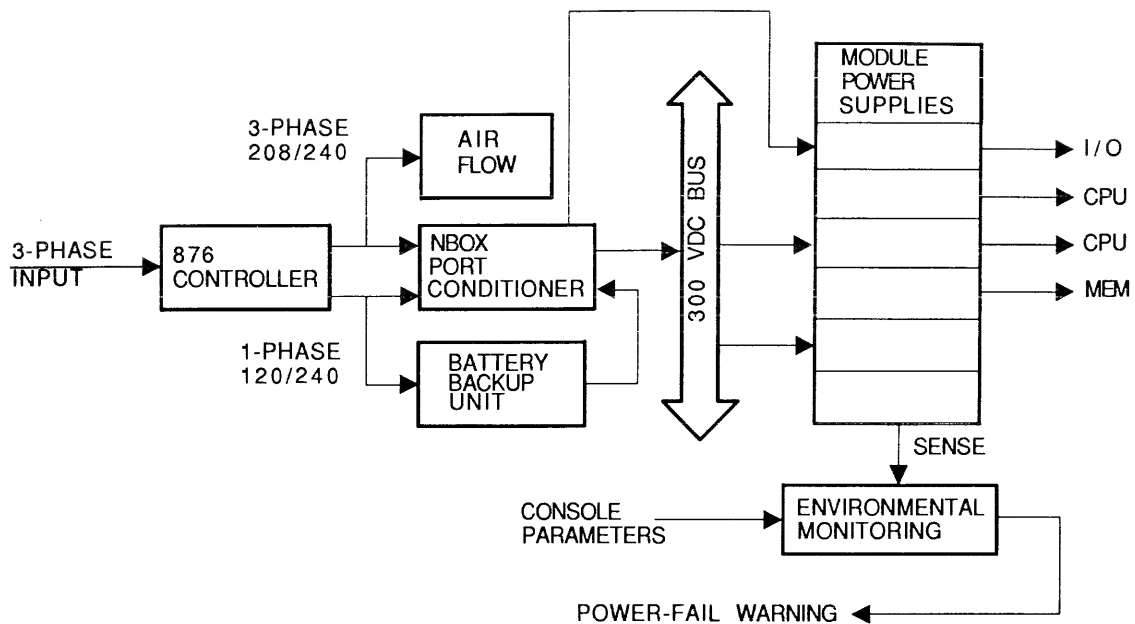 MODULE
POWER
SUPPLIES
3-PHASE
208/240
AIR
FLOW
I/O
CPU
3-PHASE
INPUT
876
CONTROLLER
NBOX
PORT
CONDITIONER
300 VDC BUS
CPU
MEM
1-PHASE
120/240
BATTERY
BACKUP
UNIT
SENSE
CONSOLE
PARAMETERS
ENVIRONMENTAL
MONITORING
POWER-FAIL WARNING